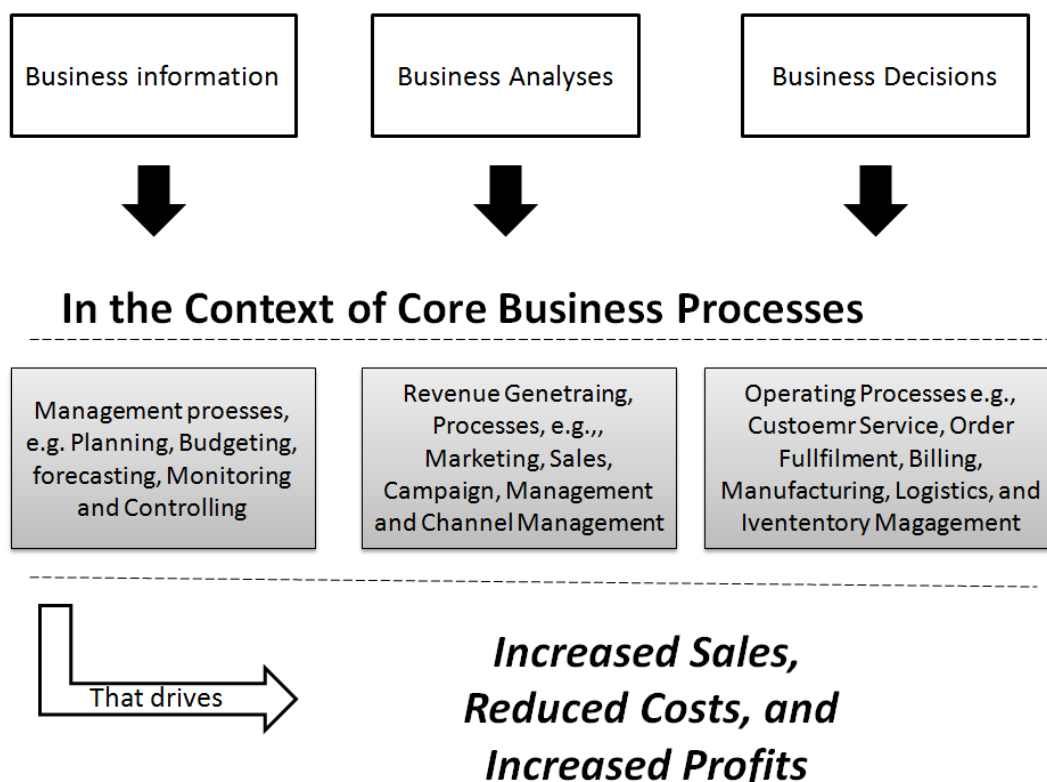 Business information
Business Analyses
Business Decisions
In the Context of Core Business Processes
Management proesses,
e.g. Planning, Budgeting,
forecasting, Monitoring
and Controlling
Revenue Genetraing,
Processes, e.g.,,
Marketing, Sales,
Campaign, Management
and Channel Management
Operating Processes e.g.,
Custoemr Service, Order
Fullfilment, Billing,
Manufacturing, Logistics, and
Ivententory Magagement
That drives
Increased Sales,
Reduced Costs, and
Increased Profits